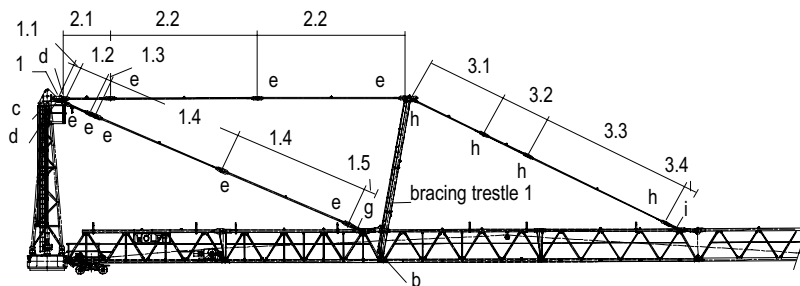 2.1 2.2 2.2
1.1
d 1.2 1.3
1 e e e 3.1
1.4 3.2
c e h
d e e 3.3
1.4 h
h
e 1.5 3.4
e g bracing trestle 1 h i
WOLFF
b